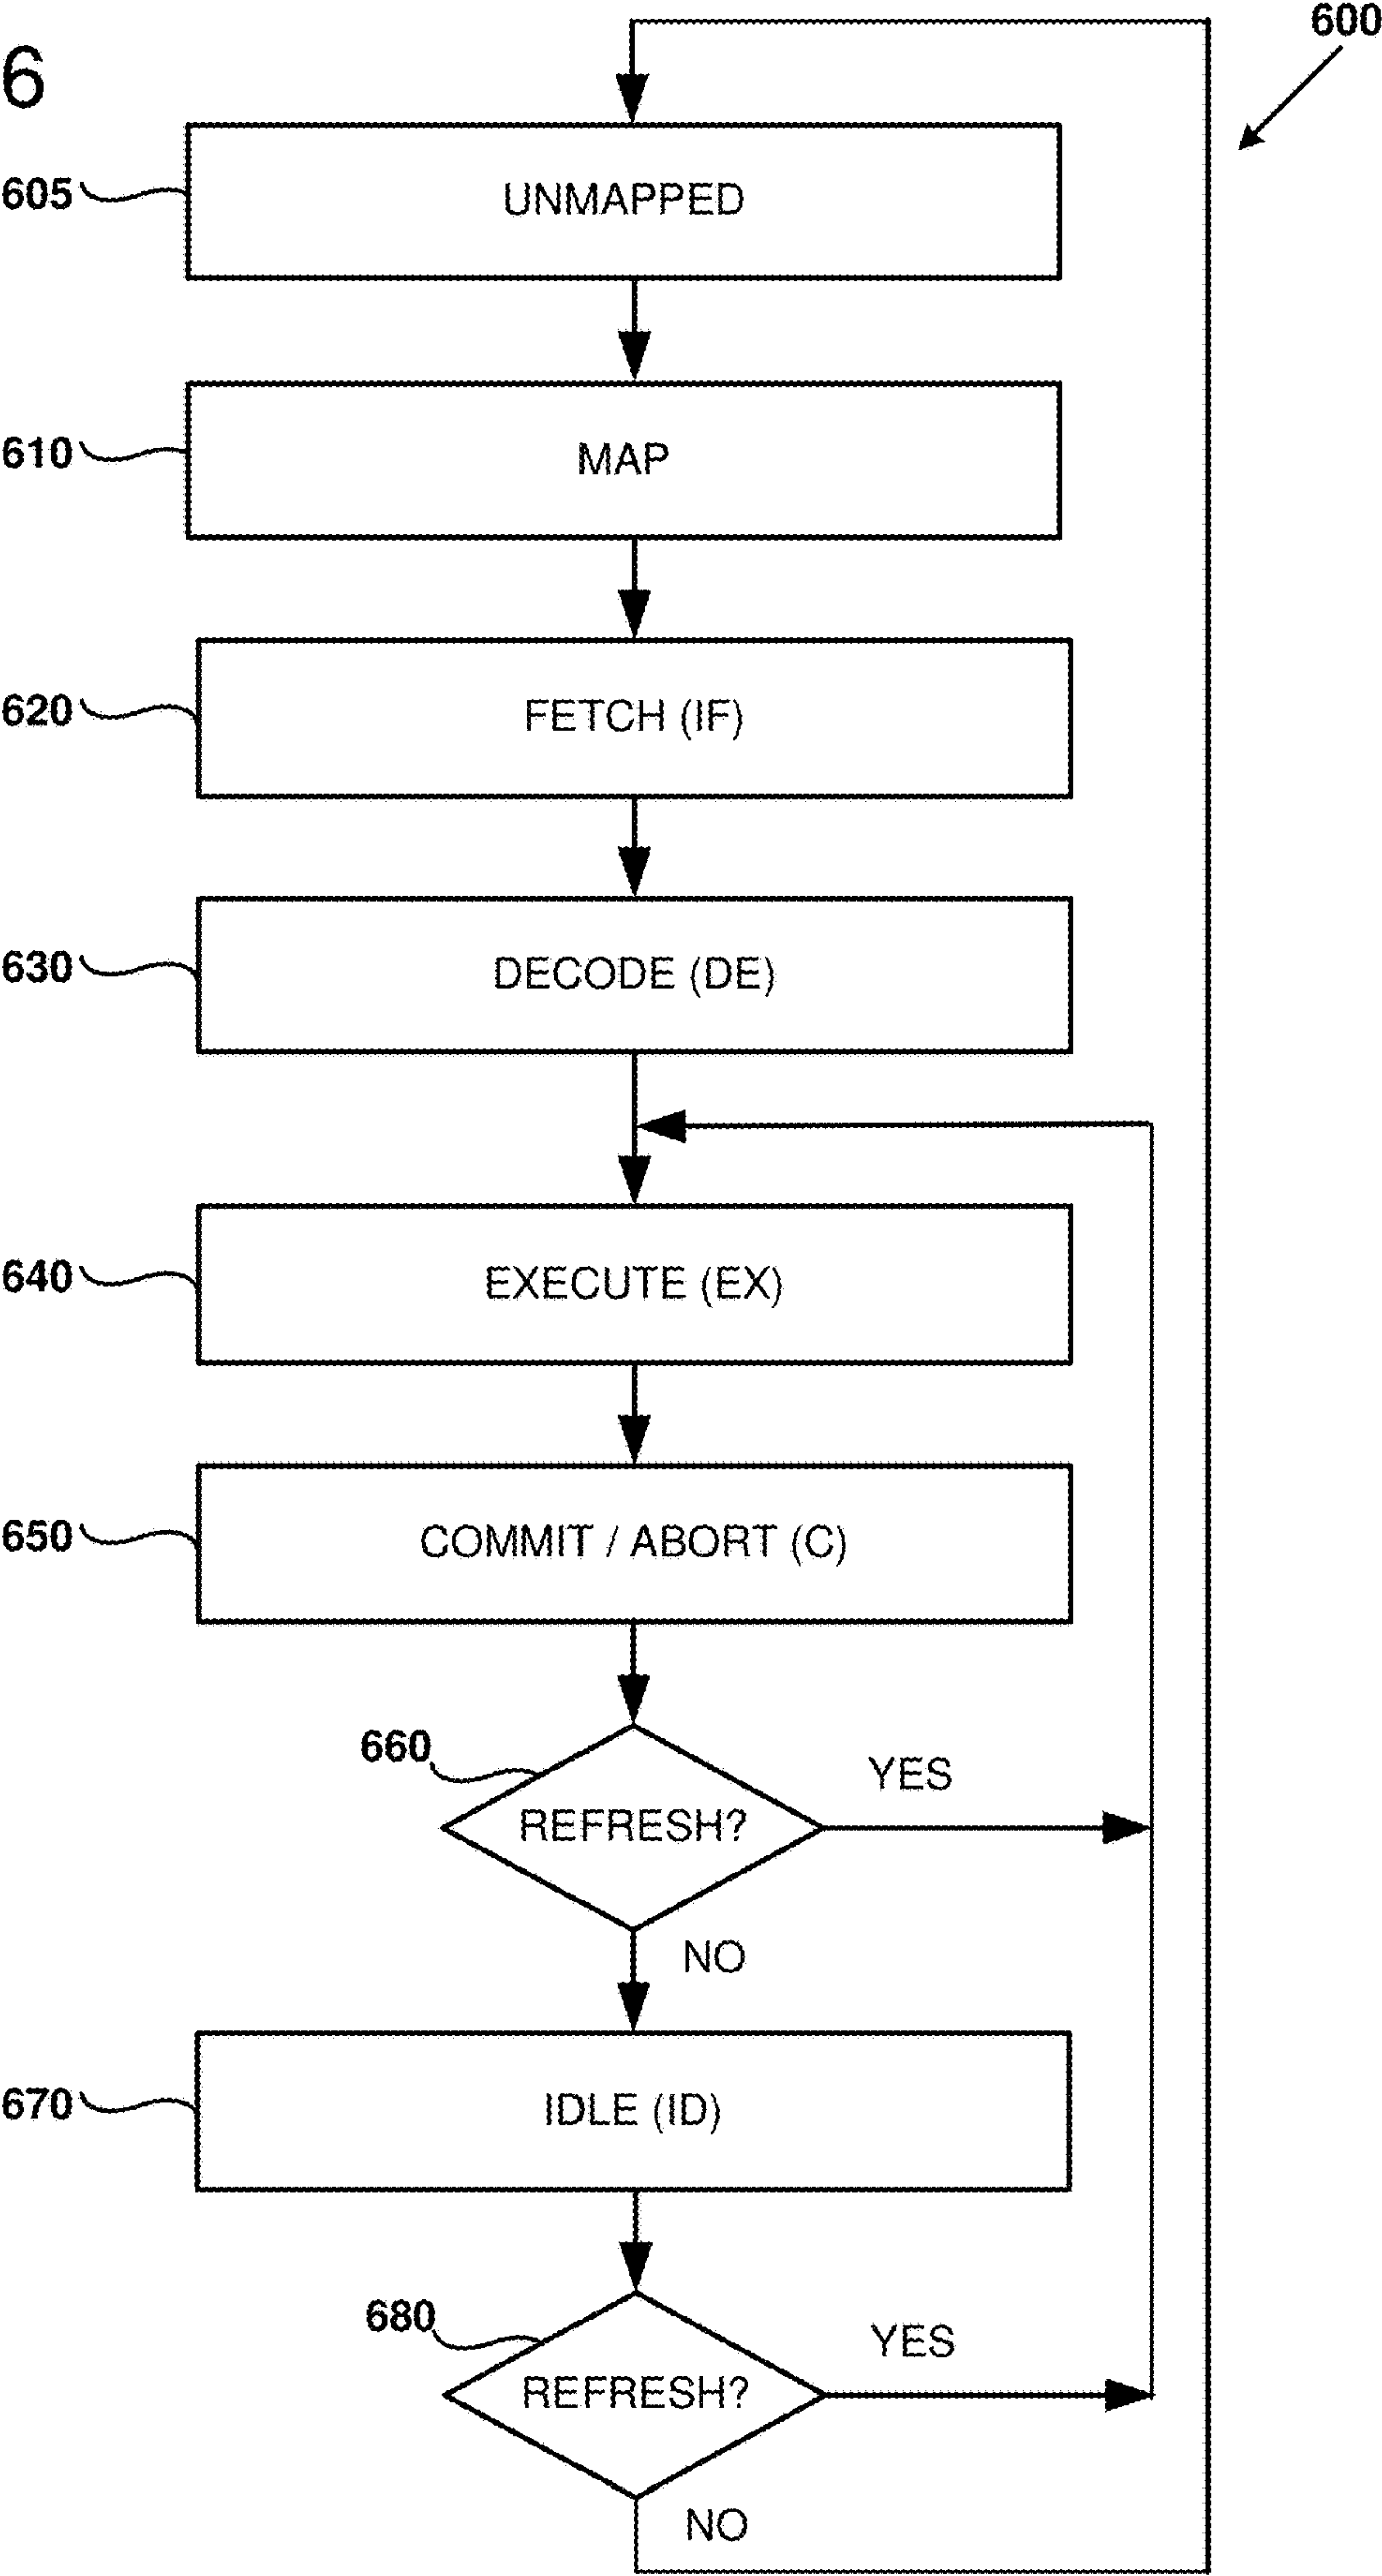 600
6
605
UNMAPPED
610
MAP
620
FETCH (IF)
630
DECODE (DE)
640
EXECUTE (EX)
650
COMMIT / ABORT (C)
660
YES
REFRESH?
NO
670
IDLE (ID)
680
YES
REFRESH?
NO